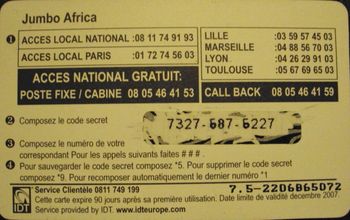 Jumbo Africa
1 ACCES LOCAL NATIONAL :08 11 74 91 93
ACCES LOCAL PARIS :01 72 74 56 03
LILLE : 03 59 57 45 03
MARSEILLE : 04 88 56 70 03
LYON : 04 26 29 91 03
TOULOUSE : 05 67 69 65 03
ACCES NATIONAL GRATUIT:
POSTE FIXE / CABINE 08 05 46 41 53
CALL BACK 08 05 46 41 59
2 Composez le code secret
7327-687-6227
3 Composez le numéro de votre
correspondant Pour les appels suivants faites # # # .
4 Pour sauvegarder le code secret composez *5. Pour supprimer le code secret
composez *9. Pour recomposer automatiquement le dernier numéro *1
IDT
Service Clientèle 0811 749 199
7.5-2206865072
Cette carte expire 90 jours après sa première utilisation. Date limite de validité décembre 2007.
Service provided by IDT. www.idteurope.com